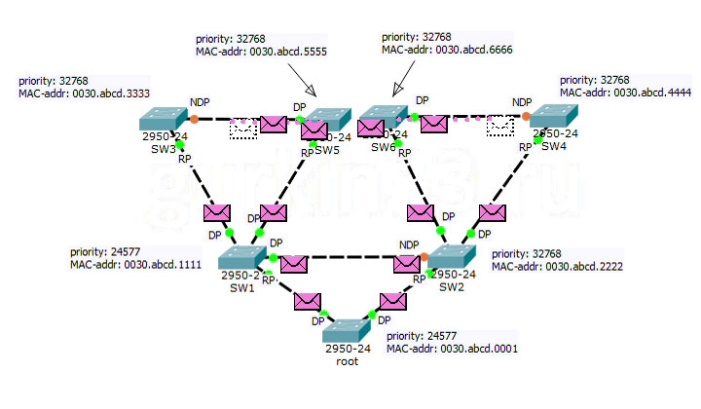 priority: 32768
MAC-addr: 0030.abcd.5555
priority: 32768
MAC-addr: 0030.abcd.6666
priority: 32768
MAC-addr: 0030.abcd.3333
priority: 32768
MAC-addr: 0030.abcd.4444
NDP
DP
DP
NDP
2950-24
SW3
SW5
SW6
2950-24
SW4
RP
RP
RP
RP
DP
DP
DP
DP
priority: 24577
MAC-addr: 0030.abcd.1111
DP
NDP
priority: 32768
MAC-addr: 0030.abcd.2222
SW1
2950-24
SW2
RP
RP
DP
DP
priority: 24577
MAC-addr: 0030.abcd.0001
2950-24
root